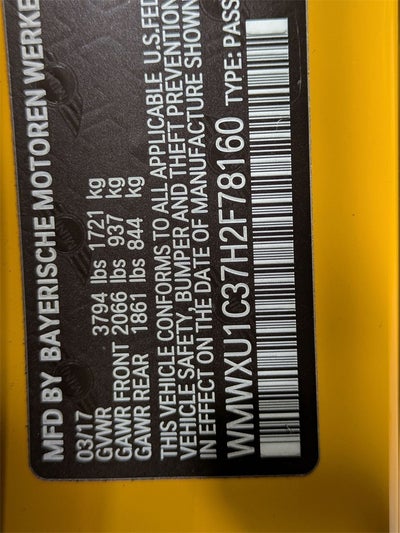 MFD BY BAYERISCHE MOTOREN WERKE
03/17
GVWR 3794 lbs 1721 kg
GAWR FRONT 2066 lbs 937 kg
GAWR REAR 1861 lbs 844 kg
THIS VEHICLE CONFORMS TO ALL APPLICABLE U.S.FED
VEHICLE SAFETY, BUMPER AND THEFT PREVENTION
IN EFFECT ON THE DATE OF MANUFACTURE SHOWN
WMWXU1C37H2F78160 TYPE: PASS